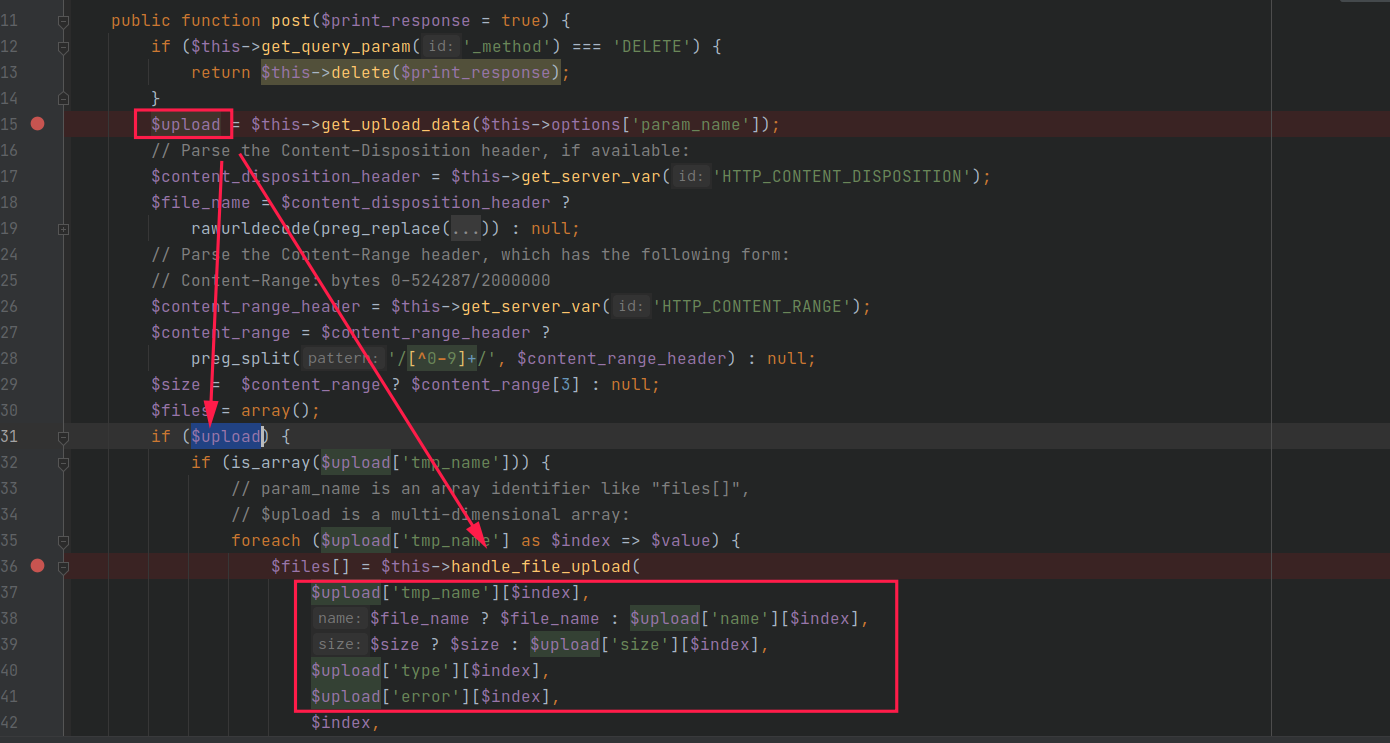 11 public function post($print_response = true) {
12 if ($this->get_query_param( id: '_method') === 'DELETE') {
13 return $this->delete($print_response);
14 }
15 $upload = $this->get_upload_data($this->options['param_name']);
16 // Parse the Content-Disposition header, if available:
17 $content_disposition_header = $this->get_server_var( id: 'HTTP_CONTENT_DISPOSITION');
18 $file_name = $content_disposition_header ?
19 rawurldecode(preg_replace(...)) : null;
24 // Parse the Content-Range header, which has the following form:
25 // Content-Range: bytes 0-524287/2000000
26 $content_range_header = $this->get_server_var( id: 'HTTP_CONTENT_RANGE');
27 $content_range = $content_range_header ?
28 preg_split( pattern: '/[^0-9]+/', $content_range_header) : null;
29 $size =  $content_range ? $content_range[3] : null;
30 $files = array();
31 if ($upload) {
32 if (is_array($upload['tmp_name'])) {
33 // param_name is an array identifier like "files[]",
34 // $upload is a multi-dimensional array:
35 foreach ($upload['tmp_name'] as $index => $value) {
36 $files[] = $this->handle_file_upload(
37 $upload['tmp_name'][$index],
38 name: $file_name ? $file_name : $upload['name'][$index],
39 size: $size ? $size : $upload['size'][$index],
40 $upload['type'][$index],
41 $upload['error'][$index],
42 $index,